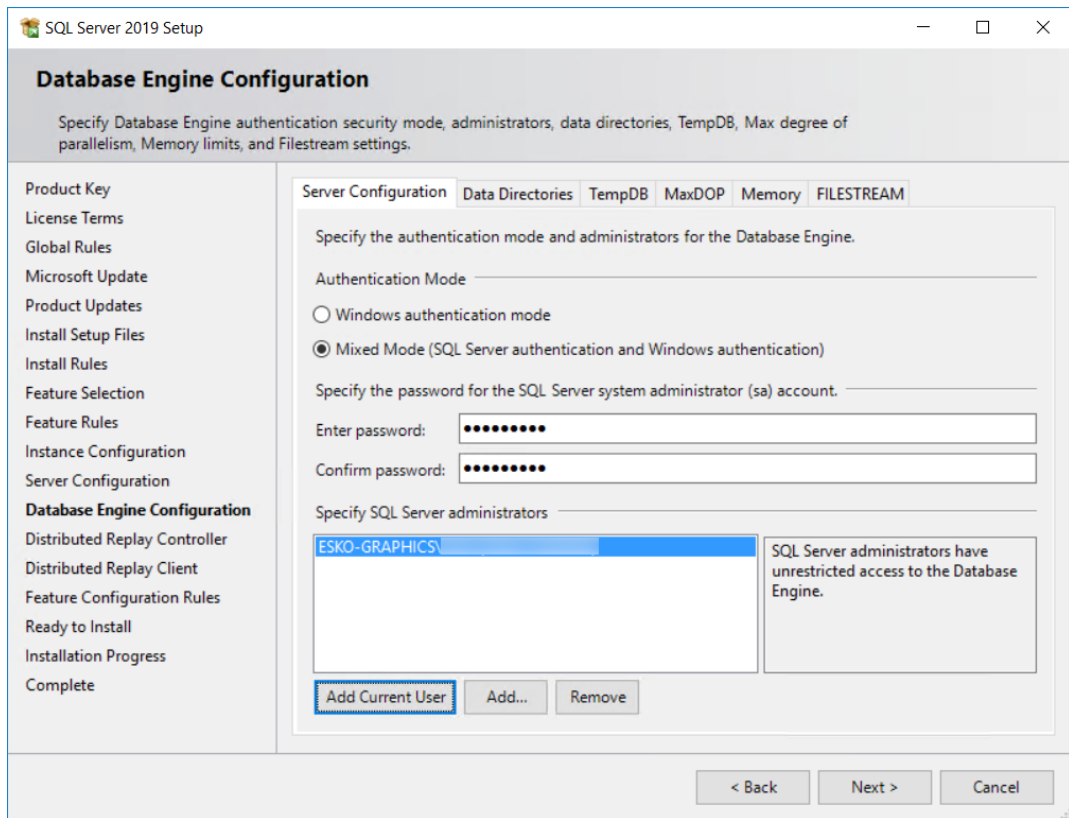 SQL Server 2019 Setup
Database Engine Configuration
Specify Database Engine authentication security mode, administrators, data directories, TempDB, Max degree of
parallelism, Memory limits, and Filestream settings.
Product Key
License Terms
Global Rules
Microsoft Update
Product Updates
Install Setup Files
Install Rules
Feature Selection
Feature Rules
Instance Configuration
Server Configuration
Database Engine Configuration
Distributed Replay Controller
Distributed Replay Client
Feature Configuration Rules
Ready to Install
Installation Progress
Complete
Server Configuration Data Directories TempDB MaxDOP Memory FILESTREAM
Specify the authentication mode and administrators for the Database Engine.
Authentication Mode
Windows authentication mode
Mixed Mode (SQL Server authentication and Windows authentication)
Specify the password for the SQL Server system administrator (sa) account.
Enter password: ●●●●●●●●●
Confirm password: ●●●●●●●●●
Specify SQL Server administrators
ESKO-GRAPHICS\
SQL Server administrators have
unrestricted access to the Database
Engine.
Add Current User Add... Remove
< Back Next > Cancel